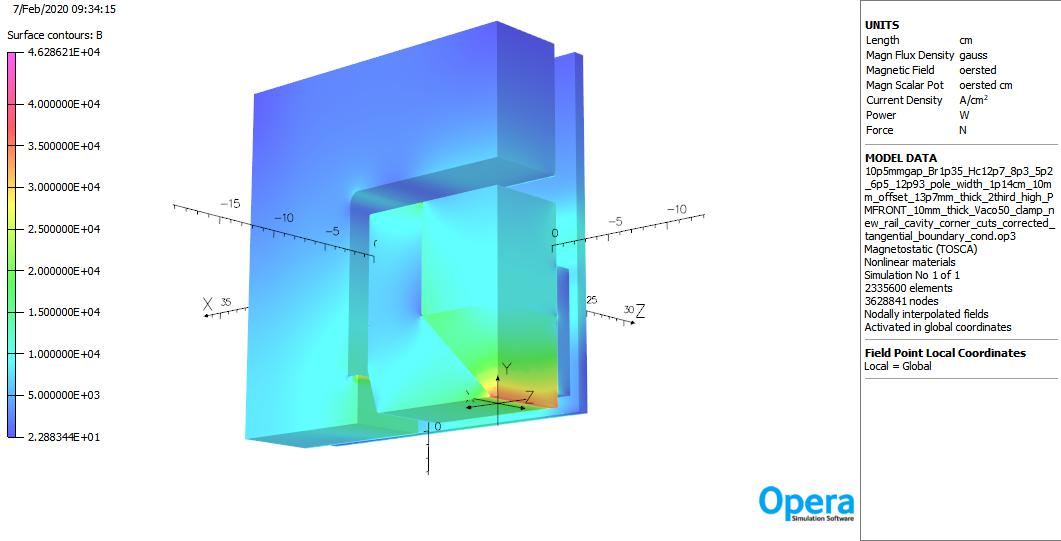 7/Feb/2020 09:34:15
Surface contours: B
4.628621E+04
4.000000E+04
3.500000E+04
3.000000E+04
2.500000E+04
2.000000E+04
1.500000E+04
1.000000E+04
5.000000E+03
2.288344E+01
-15
-10
-5
0
-5
-10
X 35
25
30 Z
Y
Z
0
Opera
Simulation Software
UNITS
Length cm
Magn Flux Density gauss
Magnetic Field oersted
Magn Scalar Pot oersted cm
Current Density A/cm²
Power W
Force N
MODEL DATA
10p5mmgap_Br1p35_Hc12p7_8p3_5p2
_6p5_12p93_pole_width_1p14cm_10m
m_offset_13p7mm_thick_2third_high_P
MFRONT_10mm_thick_Vaco50_clamp_n
ew_rail_cavity_corner_cuts_corrected_
tangential_boundary_cond.op3
Magnetostatic (TOSCA)
Nonlinear materials
Simulation No 1 of 1
2335600 elements
3628841 nodes
Nodally interpolated fields
Activated in global coordinates
Field Point Local Coordinates
Local = Global